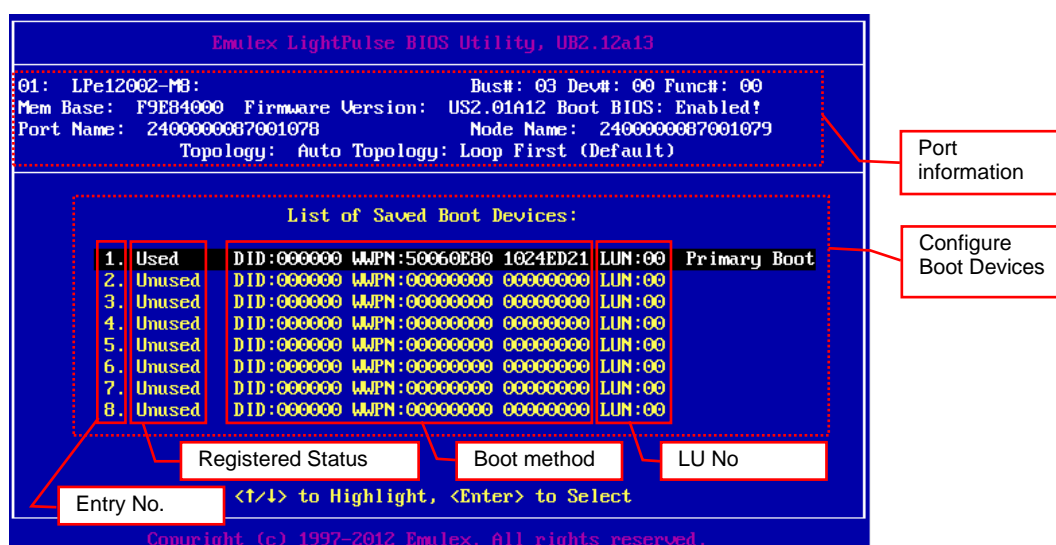 Emulex LightPulse BIOS Utility, UB2.12a13
01: LPe12002-M8: Bus#: 03 Dev#: 00 Func#: 00
Mem Base: F9E84000 Firmware Version: US2.01A12 Boot BIOS: Enabled!
Port Name: 2400000087001078 Node Name: 2400000087001079
Topology: Auto Topology: Loop First (Default)
Port
information
List of Saved Boot Devices:
Configure
Boot Devices
1. Used DID:000000 WWPN:50060E80 1024ED21 LUN:00 Primary Boot
2. Unused DID:000000 WWPN:00000000 00000000 LUN:00
3. Unused DID:000000 WWPN:00000000 00000000 LUN:00
4. Unused DID:000000 WWPN:00000000 00000000 LUN:00
5. Unused DID:000000 WWPN:00000000 00000000 LUN:00
6. Unused DID:000000 WWPN:00000000 00000000 LUN:00
7. Unused DID:000000 WWPN:00000000 00000000 LUN:00
8. Unused DID:000000 WWPN:00000000 00000000 LUN:00
Registered Status
Boot method
LU No
Entry No.
<↑/↓> to Highlight, <Enter> to Select
Copyright (c) 1997-2012 Emulex. All rights reserved.